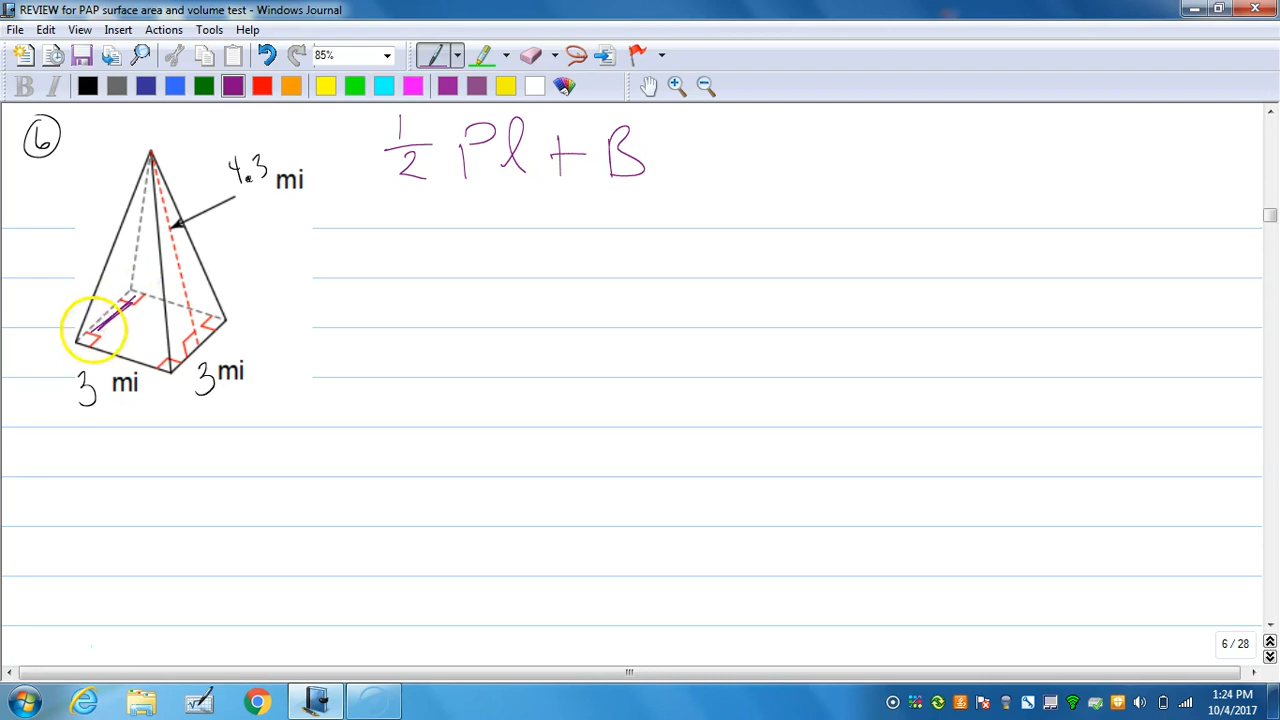 REVIEW for PAP surface area and volume test - Windows Journal
File Edit View Insert Actions Tools Help
85%
B I
6
1/2 Pl + B
4.3 mi
3 mi
3 mi
6 / 28
1:24 PM
10/4/2017